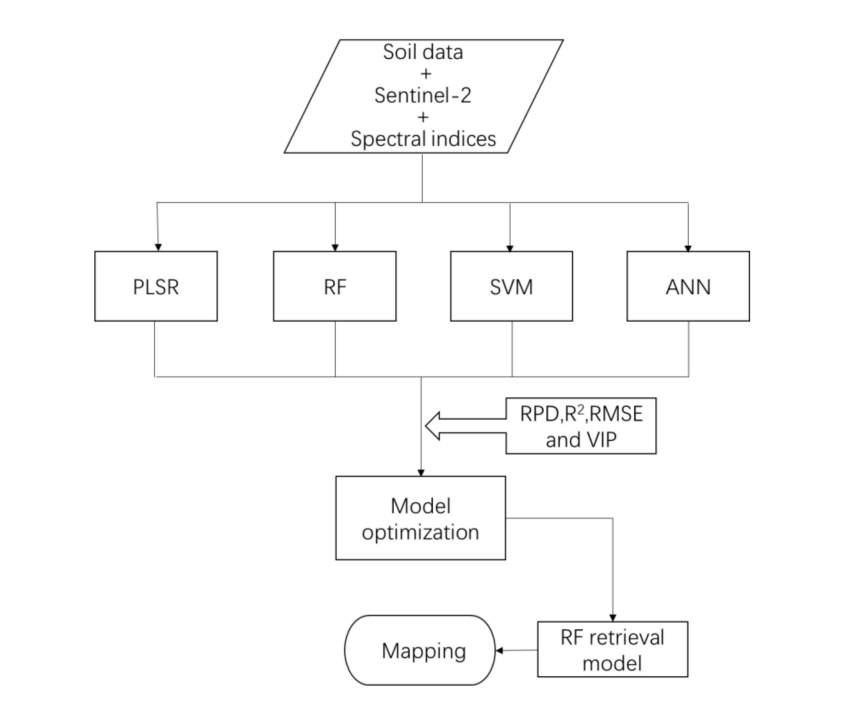 Soil data
+
Sentinel-2
+
Spectral indices
PLSR
RF
SVM
ANN
RPD,R²,RMSE
and VIP
Model
optimization
RF retrieval
model
Mapping